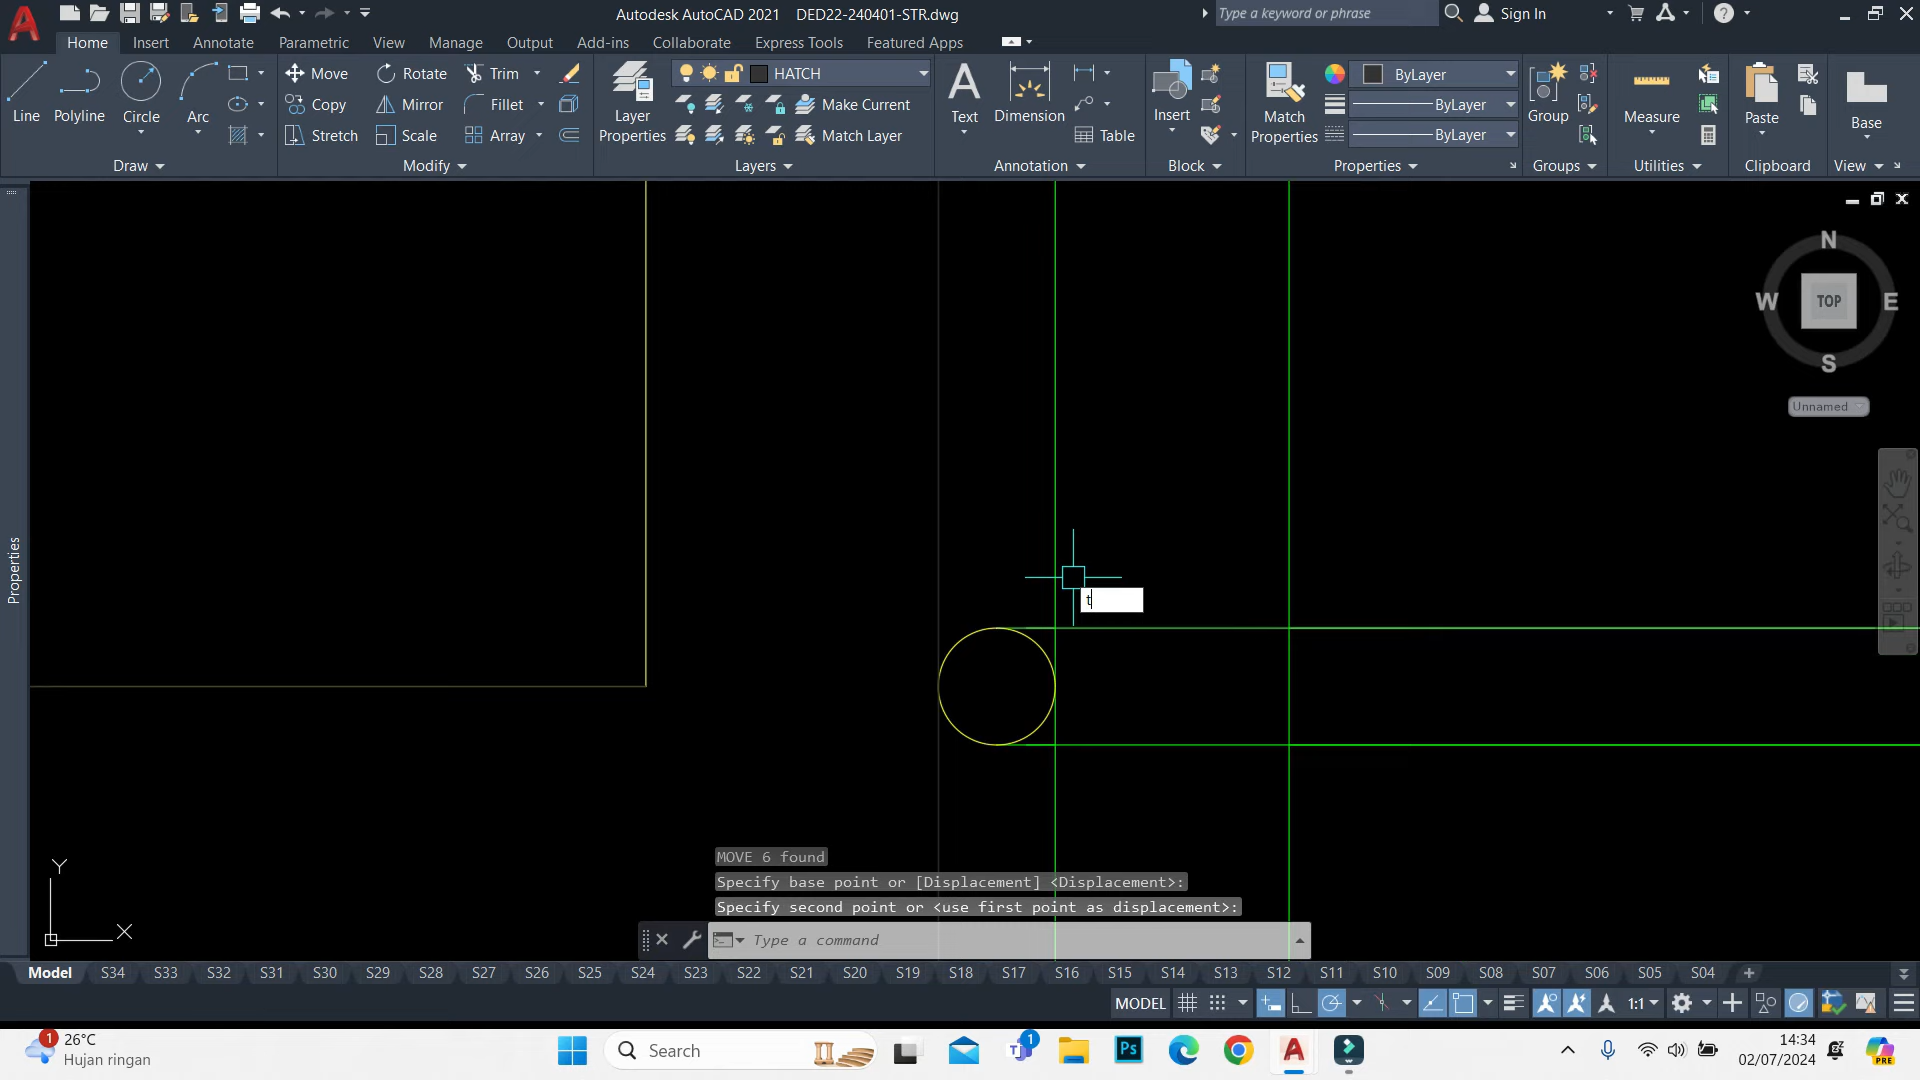 Autodesk AutoCAD 2021 DED22-240401-STR.dwg
Type a keyword or phrase
Sign In
Home Insert Annotate Parametric View Manage Output Add-ins Collaborate Express Tools Featured Apps
Line Polyline Circle Arc
Move Rotate Trim
Copy Mirror Fillet
Stretch Scale Array
Layer Properties
HATCH
Make Current
Match Layer
Text Dimension
Table
Insert
Match Properties
ByLayer
ByLayer
ByLayer
Group
Measure
Paste
Base
Draw Modify Layers Annotation Block Properties Groups Utilities Clipboard View
N
W TOP E
S
Unnamed
Properties
t
MOVE 6 found
Specify base point or [Displacement] <Displacement>:
Specify second point or <use first point as displacement>:
Type a command
Y
X
Model S34 S33 S32 S31 S30 S29 S28 S27 S26 S25 S24 S23 S22 S21 S20 S19 S18 S17 S16 S15 S14 S13 S12 S11 S10 S09 S08 S07 S06 S05 S04
MODEL 1:1
1
26°C
Hujan ringan
Search
1
Ps
PRE
14:34
02/07/2024